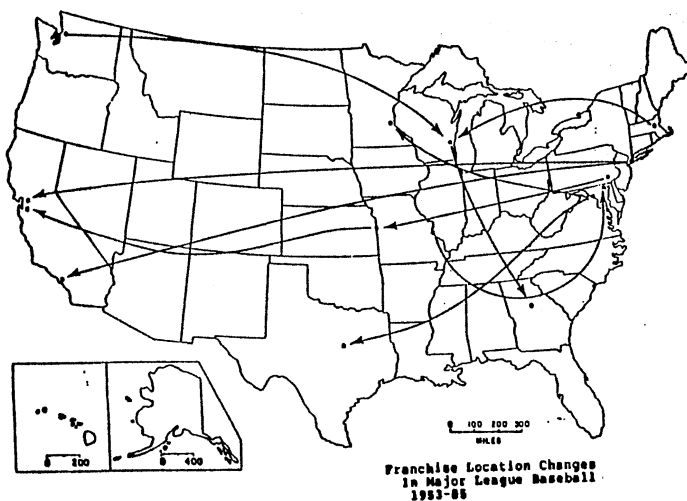 0 100 200 300
MILES
0 200
0 400
Franchise Location Changes
In Major League Baseball
1953-85